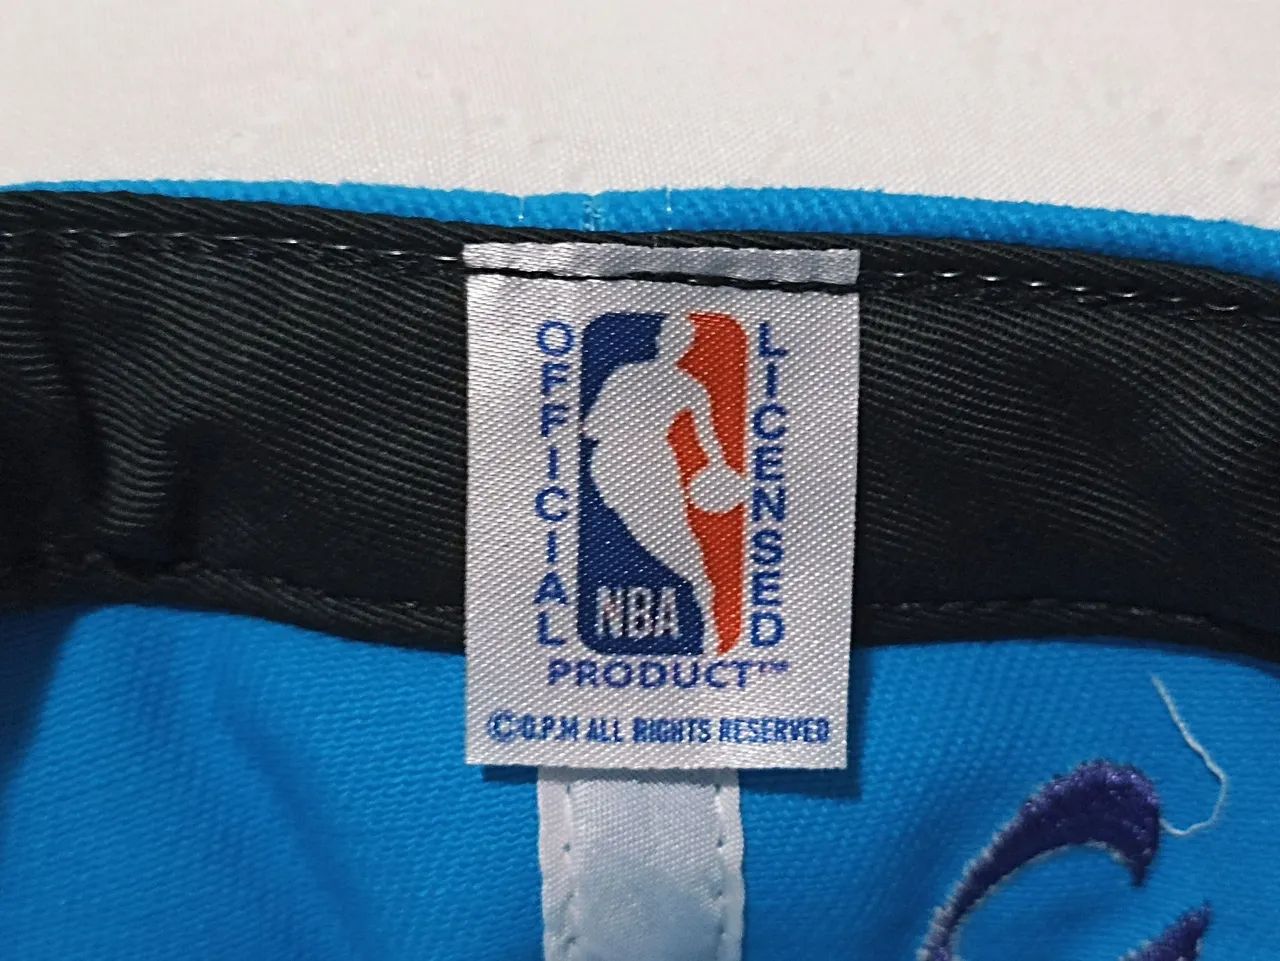 OFFICIAL
LICENSED
NBA
PRODUCT™
©O.P.M ALL RIGHTS RESERVED